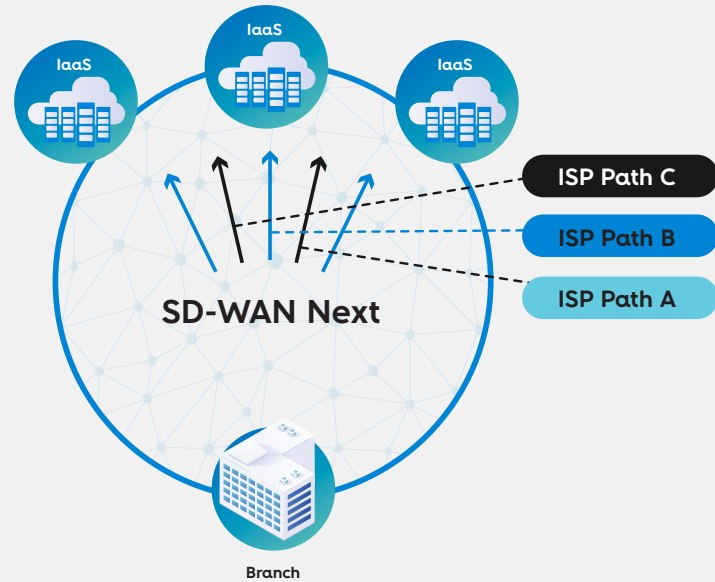 IaaS
IaaS
IaaS
ISP Path C
ISP Path B
ISP Path A
SD-WAN Next
Branch